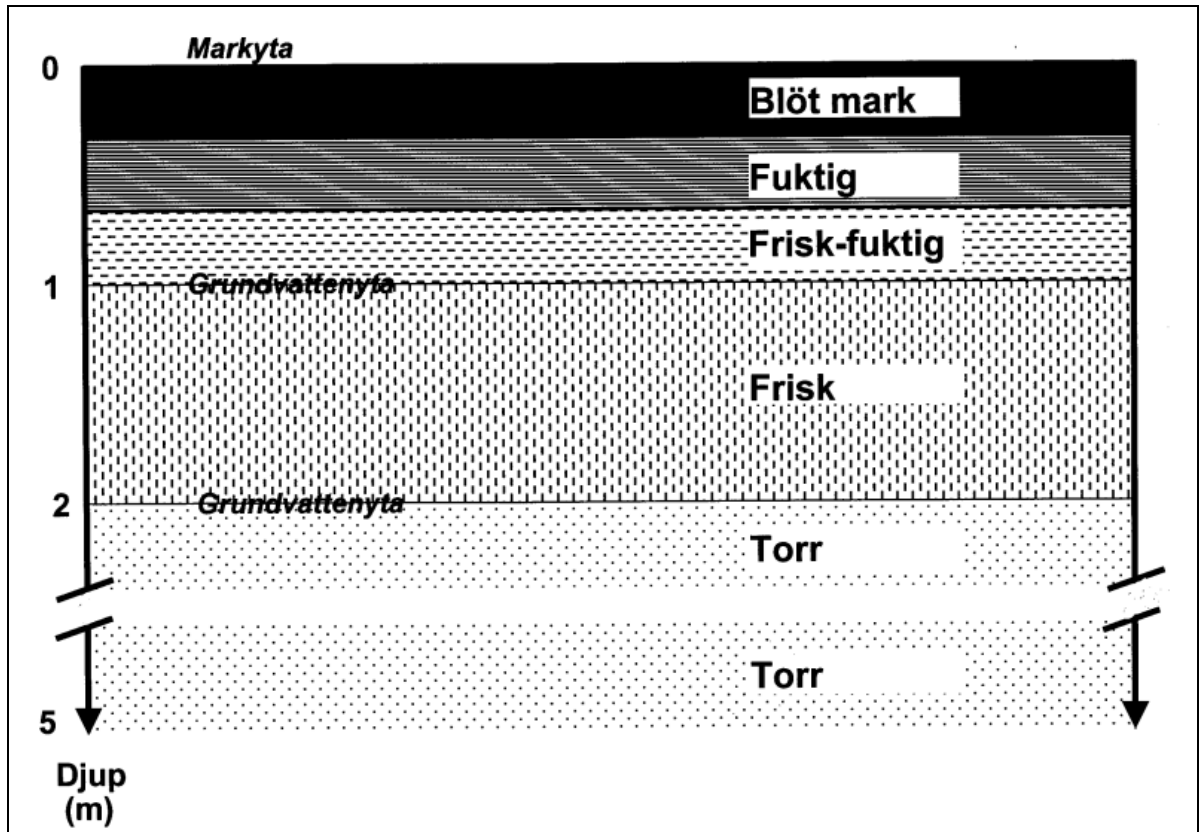 Markyta
0
Blöt mark
Fuktig
Frisk-fuktig
1
Grundvattenyta
Frisk
2
Grundvattenyta
Torr
Torr
5
Djup
(m)